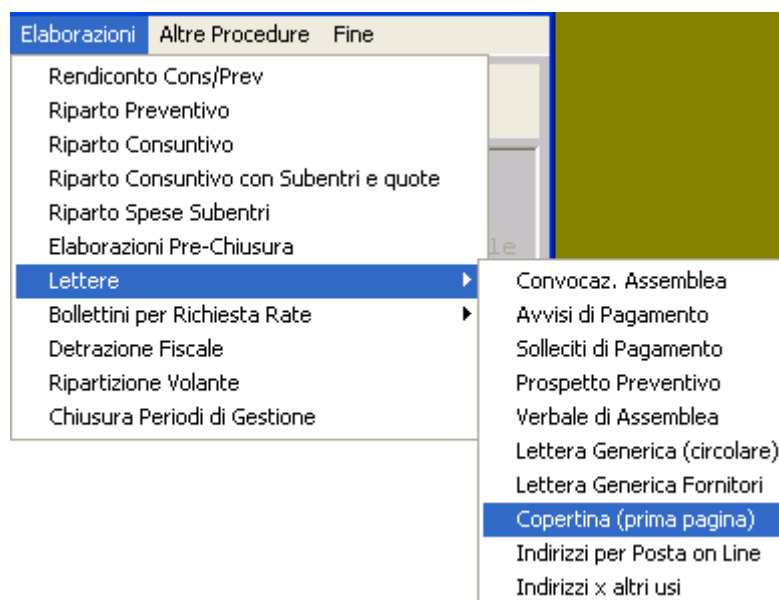 Elaborazioni Altre Procedure Fine
Rendiconto Cons/Prev
Riparto Preventivo
Riparto Consuntivo
Riparto Consuntivo con Subentri e quote
Riparto Spese Subentri
Elaborazioni Pre-Chiusura
le
Lettere
Bollettini per Richiesta Rate
Detrazione Fiscale
Ripartizione Volante
Chiusura Periodi di Gestione
Convocaz. Assemblea
Avvisi di Pagamento
Solleciti di Pagamento
Prospetto Preventivo
Verbale di Assemblea
Lettera Generica (circolare)
Lettera Generica Fornitori
Copertina (prima pagina)
Indirizzi per Posta on Line
Indirizzi x altri usi